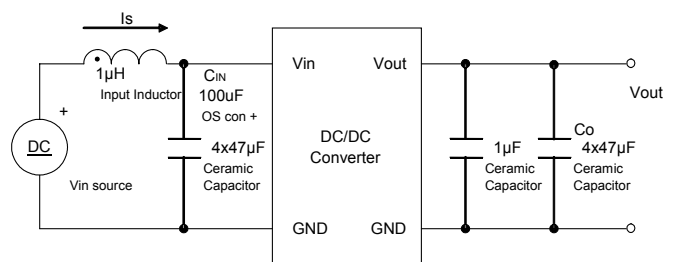 Is
1µH
Input Inductor
+
DC
Vin source
CIN
100uF
OS con +
4x47µF
Ceramic
Capacitor
Vin
Vout
DC/DC
Converter
GND
GND
1µF
Ceramic
Capacitor
Co
4x47µF
Ceramic
Capacitor
Vout